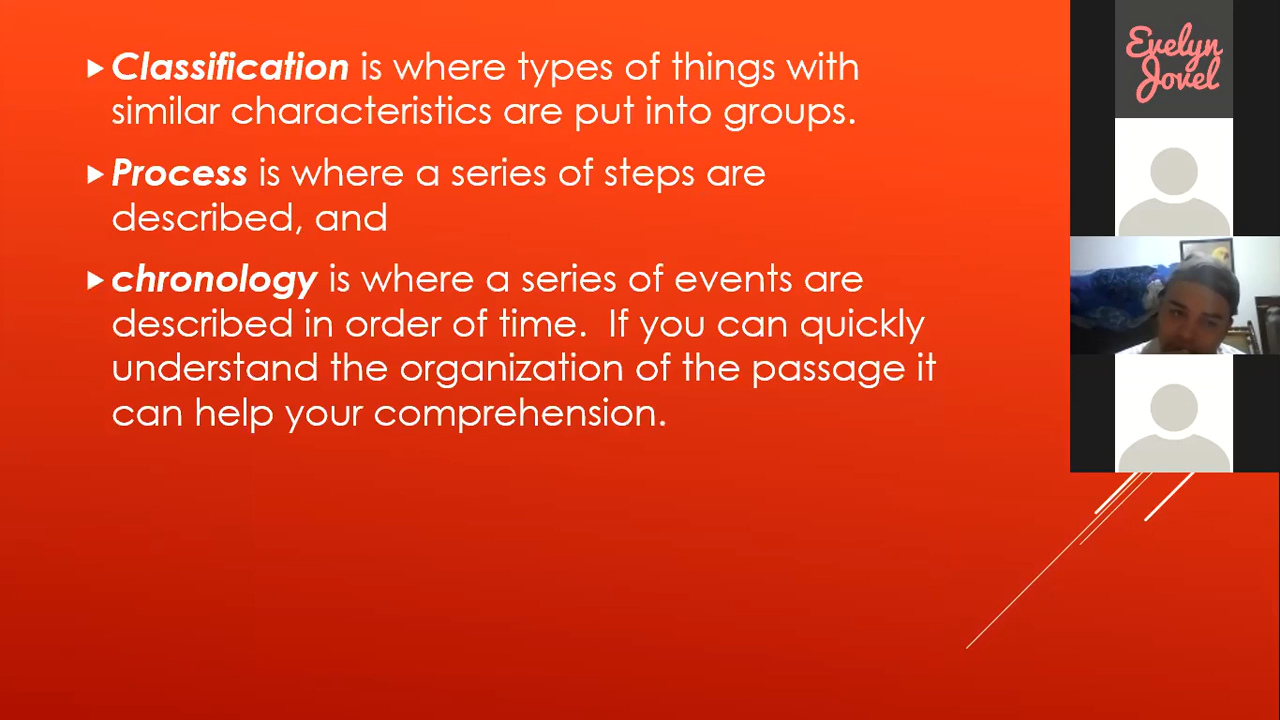 Classification is where types of things with
similar characteristics are put into groups.
Process is where a series of steps are
described, and
chronology is where a series of events are
described in order of time.  If you can quickly
understand the organization of the passage it
can help your comprehension.
Evelyn
Jovel